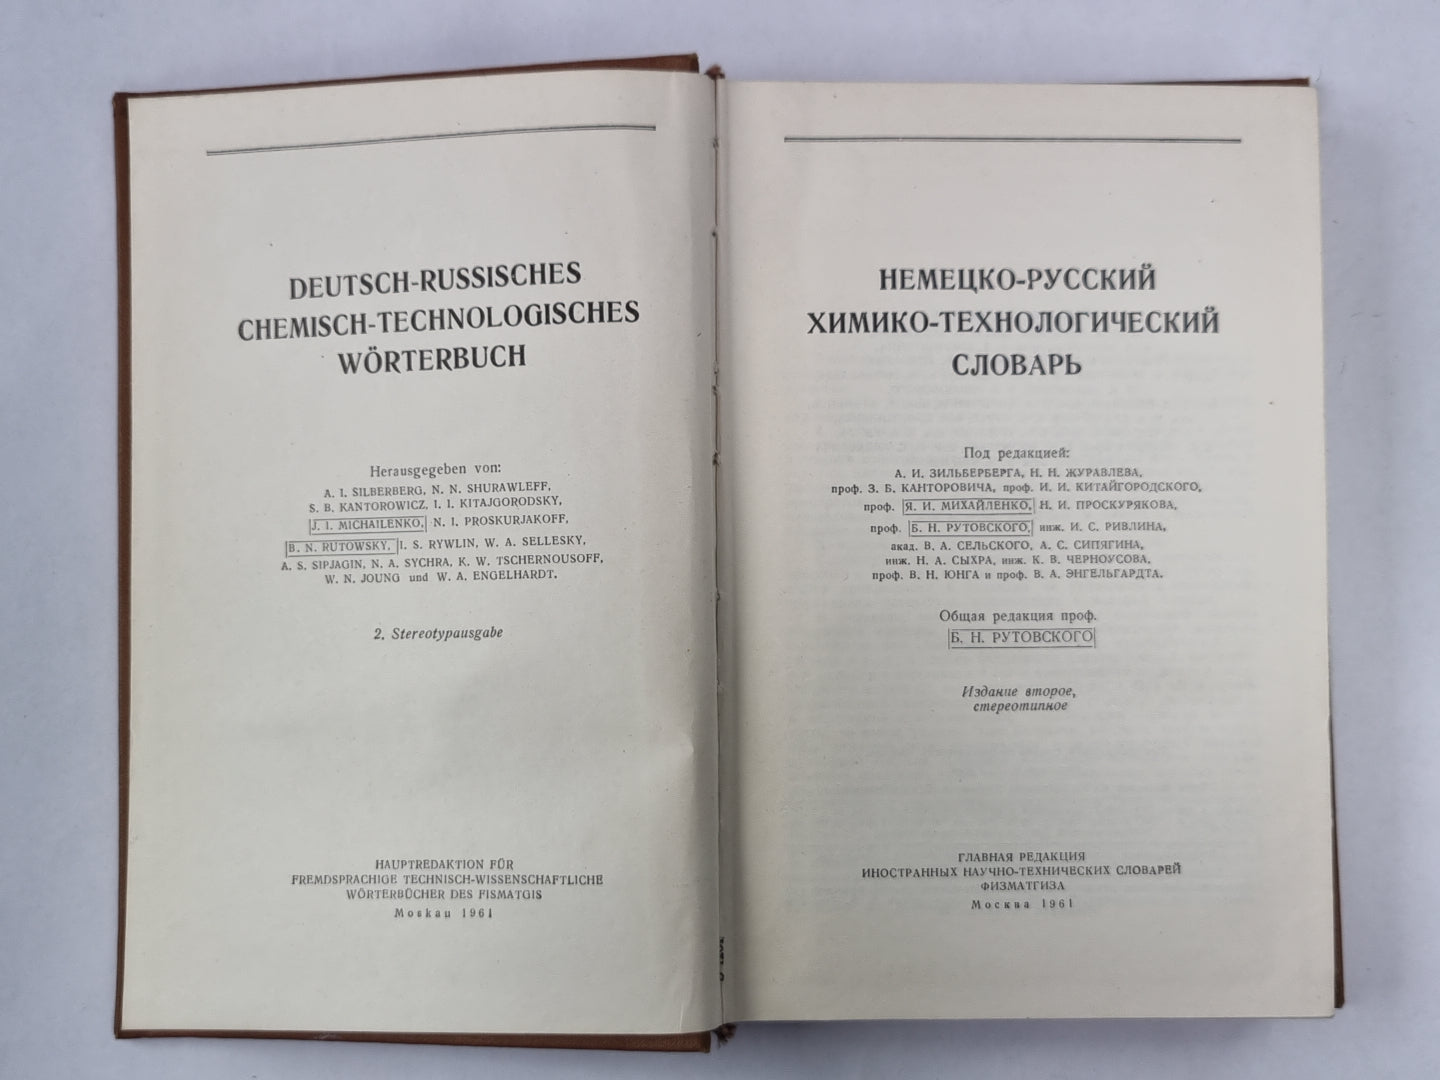 DEUTSCH-RUSSISCHES
CHEMISCH-TECHNOLOGISCHES
WÖRTERBUCH
Herausgegeben von:
A. I. SILBERBERG, N. N. SHURAWLEFF,
S. B. KANTOROWICZ, I. I. KITAJGORODSKY,
J. I. MICHAILENKO, N. I. PROSKURJAKOFF,
B. N. RUTOWSKY, I. S. RYWLIN, W. A. SELLESKY,
A. S. SIPJAGIN, N. A. SYCHRA, K. W. TSCHERNOUSOFF,
W. N. JOUNG und W. A. ENGELHARDT.
2. Stereotypausgabe
HAUPTREDAKTION FÜR
FREMDSPRACHIGE TECHNISCH-WISSENSCHAFTLICHE
WÖRTERBÜCHER DES FISMATGIS
Moskau 1961
НЕМЕЦКО-РУССКИЙ
ХИМИКО-ТЕХНОЛОГИЧЕСКИЙ
СЛОВАРЬ
Под редакцией:
А. И. ЗИЛЬБЕРБЕРГА, Н. Н. ЖУРАВЛЕВА,
проф. З. Б. КАНТОРОВИЧА, проф. И. И. КИТАЙГОРОДСКОГО,
проф. Я. И. МИХАЙЛЕНКО, Н. И. ПРОСКУРЯКОВА,
проф. Б. Н. РУТОВСКОГО, инж. И. С. РИВЛИНА,
акад. В. А. СЕЛЬСКОГО, А. С. СИПЯГИНА,
инж. Н. А. СЫХРА, инж. К. В. ЧЕРНОУСОВА,
проф. В. Н. ЮНГА и проф. В. А. ЭНГЕЛЬГАРДТА.
Общая редакция проф.
Б. Н. РУТОВСКОГО
Издание второе,
стереотипное
ГЛАВНАЯ РЕДАКЦИЯ
ИНОСТРАННЫХ НАУЧНО-ТЕХНИЧЕСКИХ СЛОВАРЕЙ
ФИЗМАТГИЗА
Москва 1961